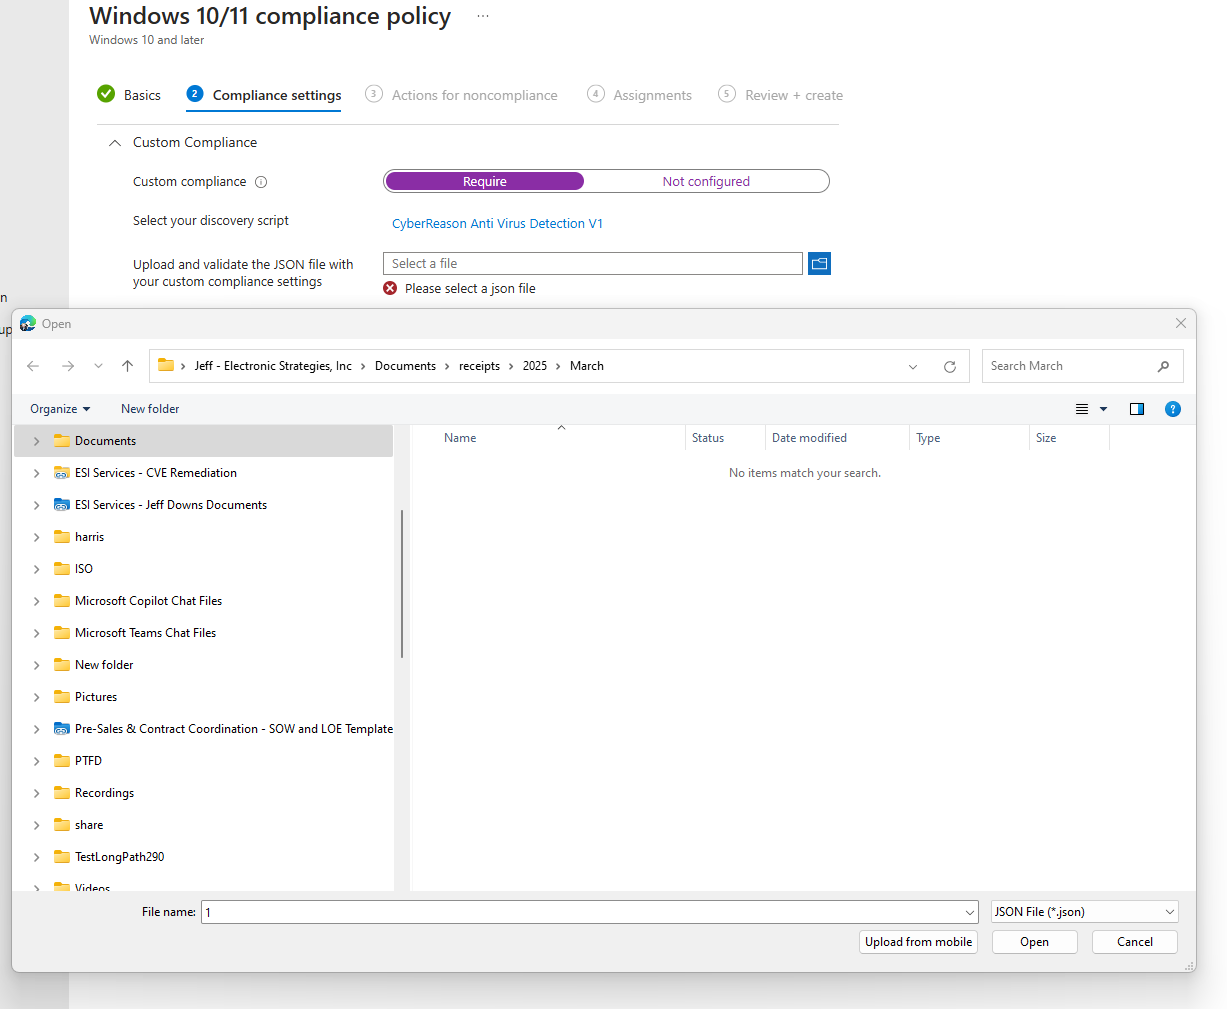 Windows 10/11 compliance policy ...
Windows 10 and later
Basics 2 Compliance settings 3 Actions for noncompliance 4 Assignments 5 Review + create
Custom Compliance
Custom compliance Require Not configured
Select your discovery script CyberReason Anti Virus Detection V1
Upload and validate the JSON file with Select a file
your custom compliance settings Please select a json file
n
up
Open
Jeff - Electronic Strategies, Inc > Documents > receipts > 2025 > March Search March
Organize New folder
Name Status Date modified Type Size
No items match your search.
Documents
ESI Services - CVE Remediation
ESI Services - Jeff Downs Documents
harris
ISO
Microsoft Copilot Chat Files
Microsoft Teams Chat Files
New folder
Pictures
Pre-Sales & Contract Coordination - SOW and LOE Template
PTFD
Recordings
share
TestLongPath290
Videos
File name: 1 JSON File (*.json)
Upload from mobile Open Cancel